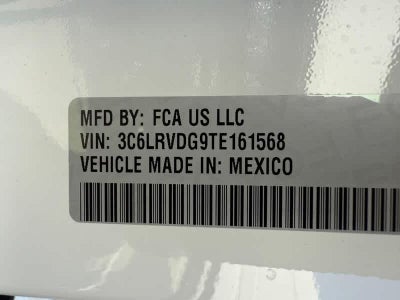 MFD BY: FCA US LLC
VIN: 3C6LRVDG9TE161568
VEHICLE MADE IN: MEXICO